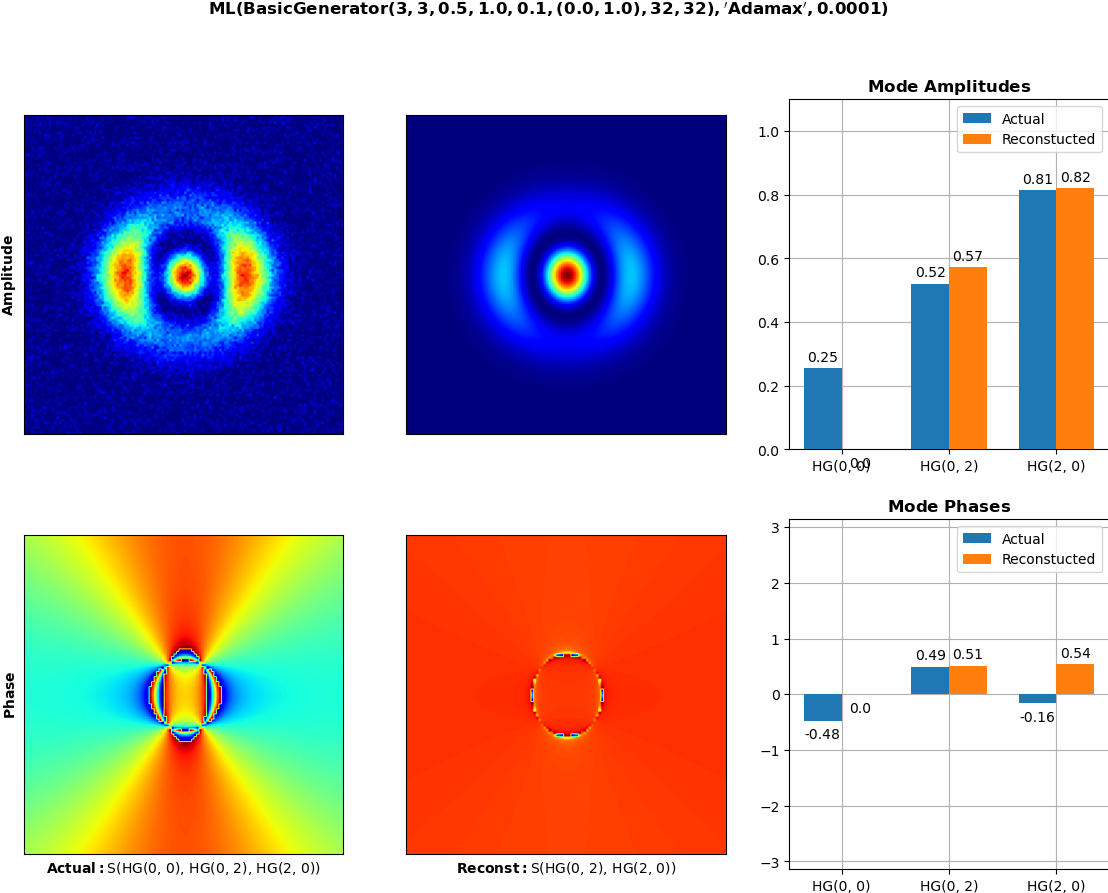 ML(BasicGenerator(3, 3, 0.5, 1.0, 0.1, (0.0, 1.0), 32, 32), ′Adamax′, 0.0001)
Mode Amplitudes
Actual
Reconstucted
1.0
0.8
0.6
0.4
0.2
0.0
0.25
0.0
0.52
0.57
0.81
0.82
HG(0, 0)
HG(0, 2)
HG(2, 0)
Amplitude
Mode Phases
Actual
Reconstucted
3
2
1
0
−1
−2
−3
-0.48
0.0
0.49
0.51
-0.16
0.54
HG(0, 0)
HG(0, 2)
HG(2, 0)
Phase
Actual: S(HG(0, 0), HG(0, 2), HG(2, 0))
Reconst: S(HG(0, 2), HG(2, 0))